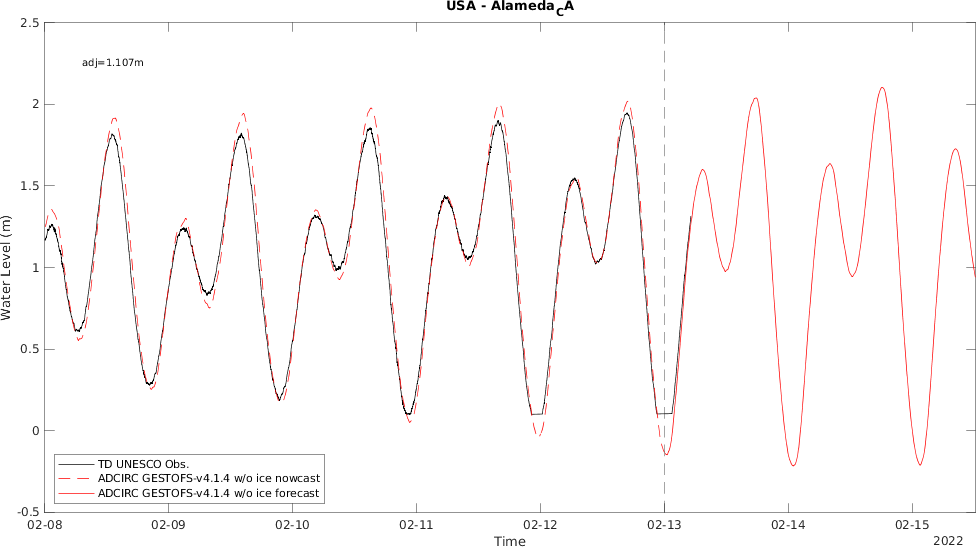 USA - Alameda_CA
adj=1.107m
Water Level (m)
2.5
2
1.5
1
0.5
0
-0.5
TD UNESCO Obs.
ADCIRC GESTOFS-v4.1.4 w/o ice nowcast
ADCIRC GESTOFS-v4.1.4 w/o ice forecast
02-08 02-09 02-10 02-11 02-12 02-13 02-14 02-15
Time
2022